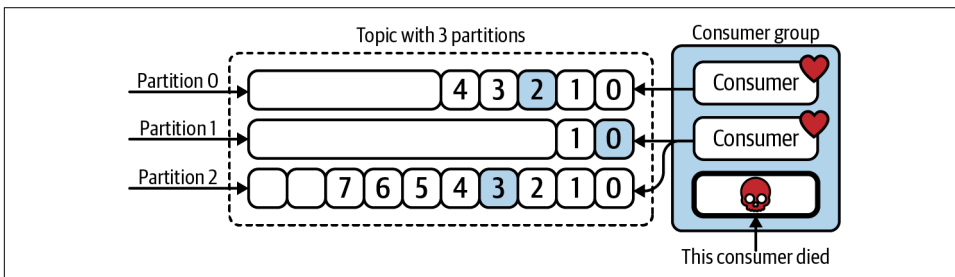 Topic with 3 partitions
Consumer group
Partition 0
4 3 2 1 0
Consumer
Partition 1
1 0
Consumer
Partition 2
7 6 5 4 3 2 1 0
This consumer died